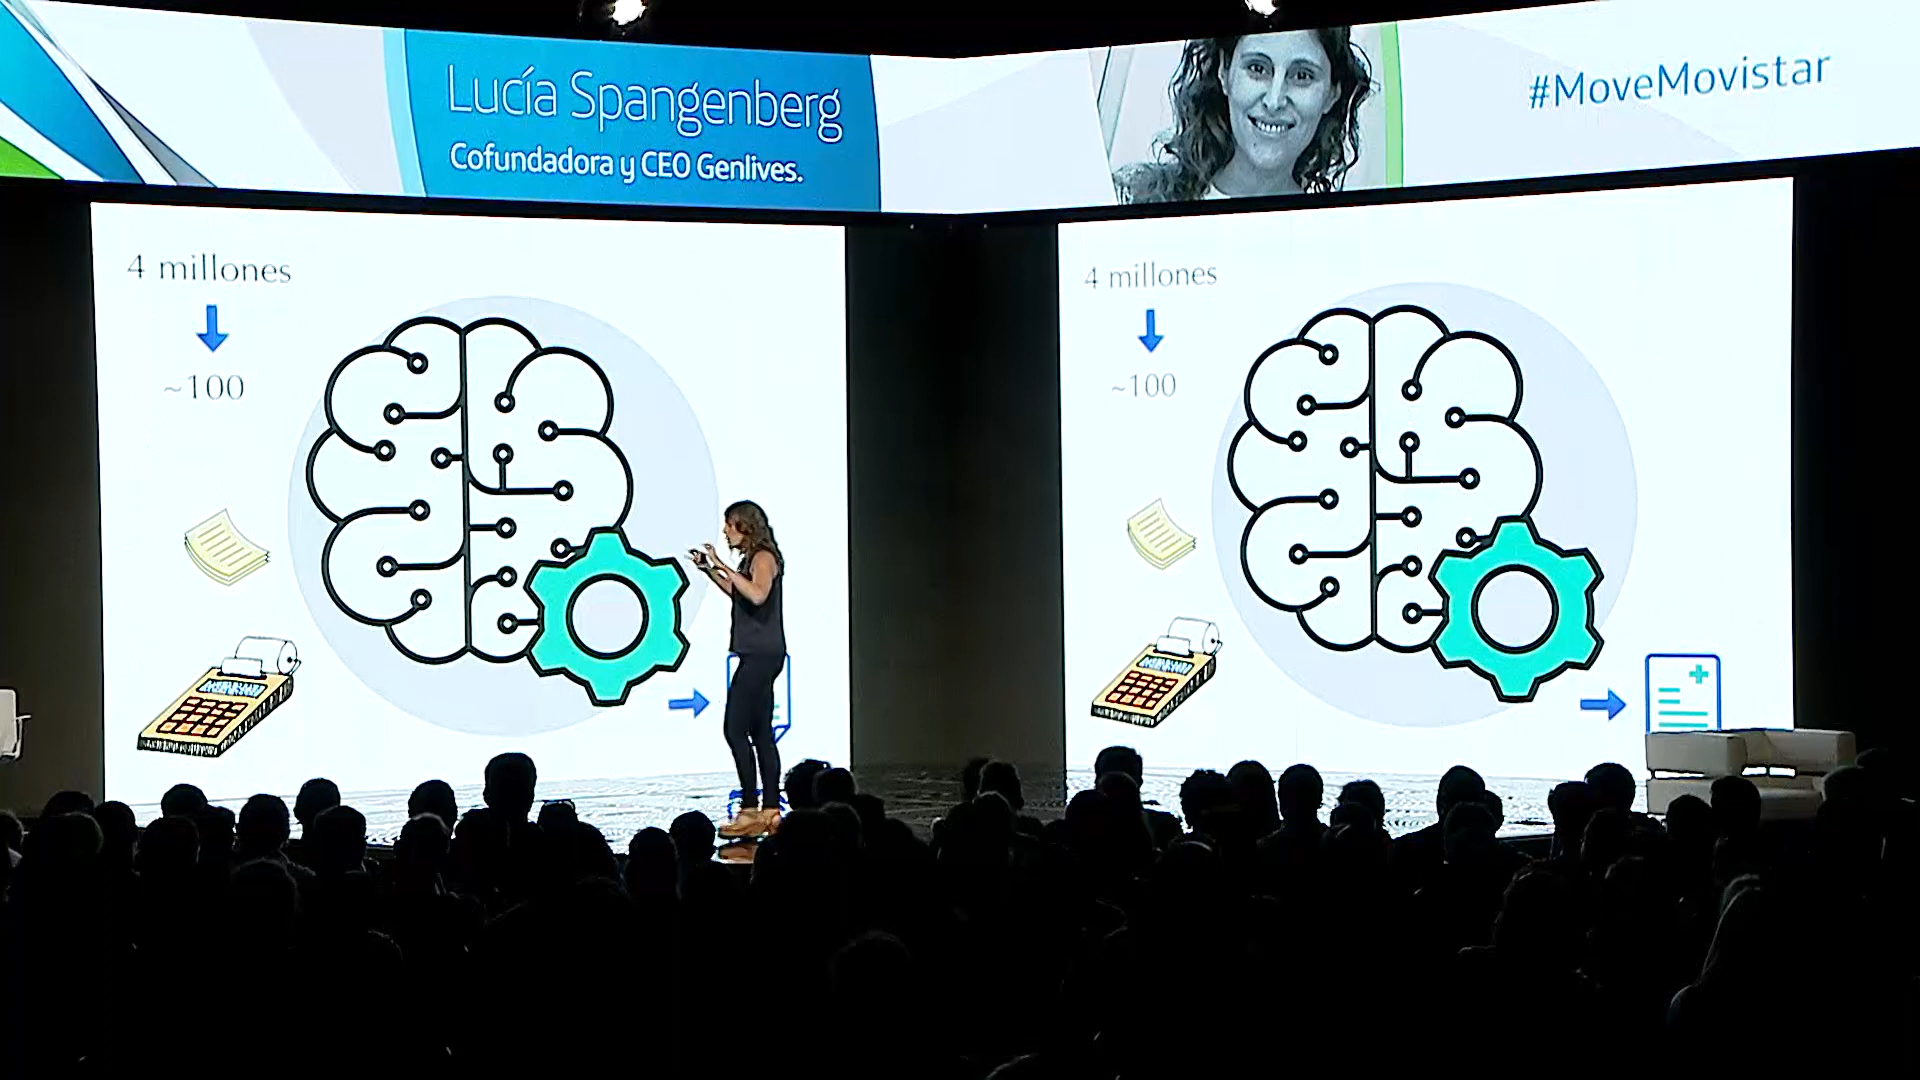 Lucía Spangenberg
Cofundadora y CEO Genlives.
#MoveMovistar
4 millones
~100
4 millones
~100